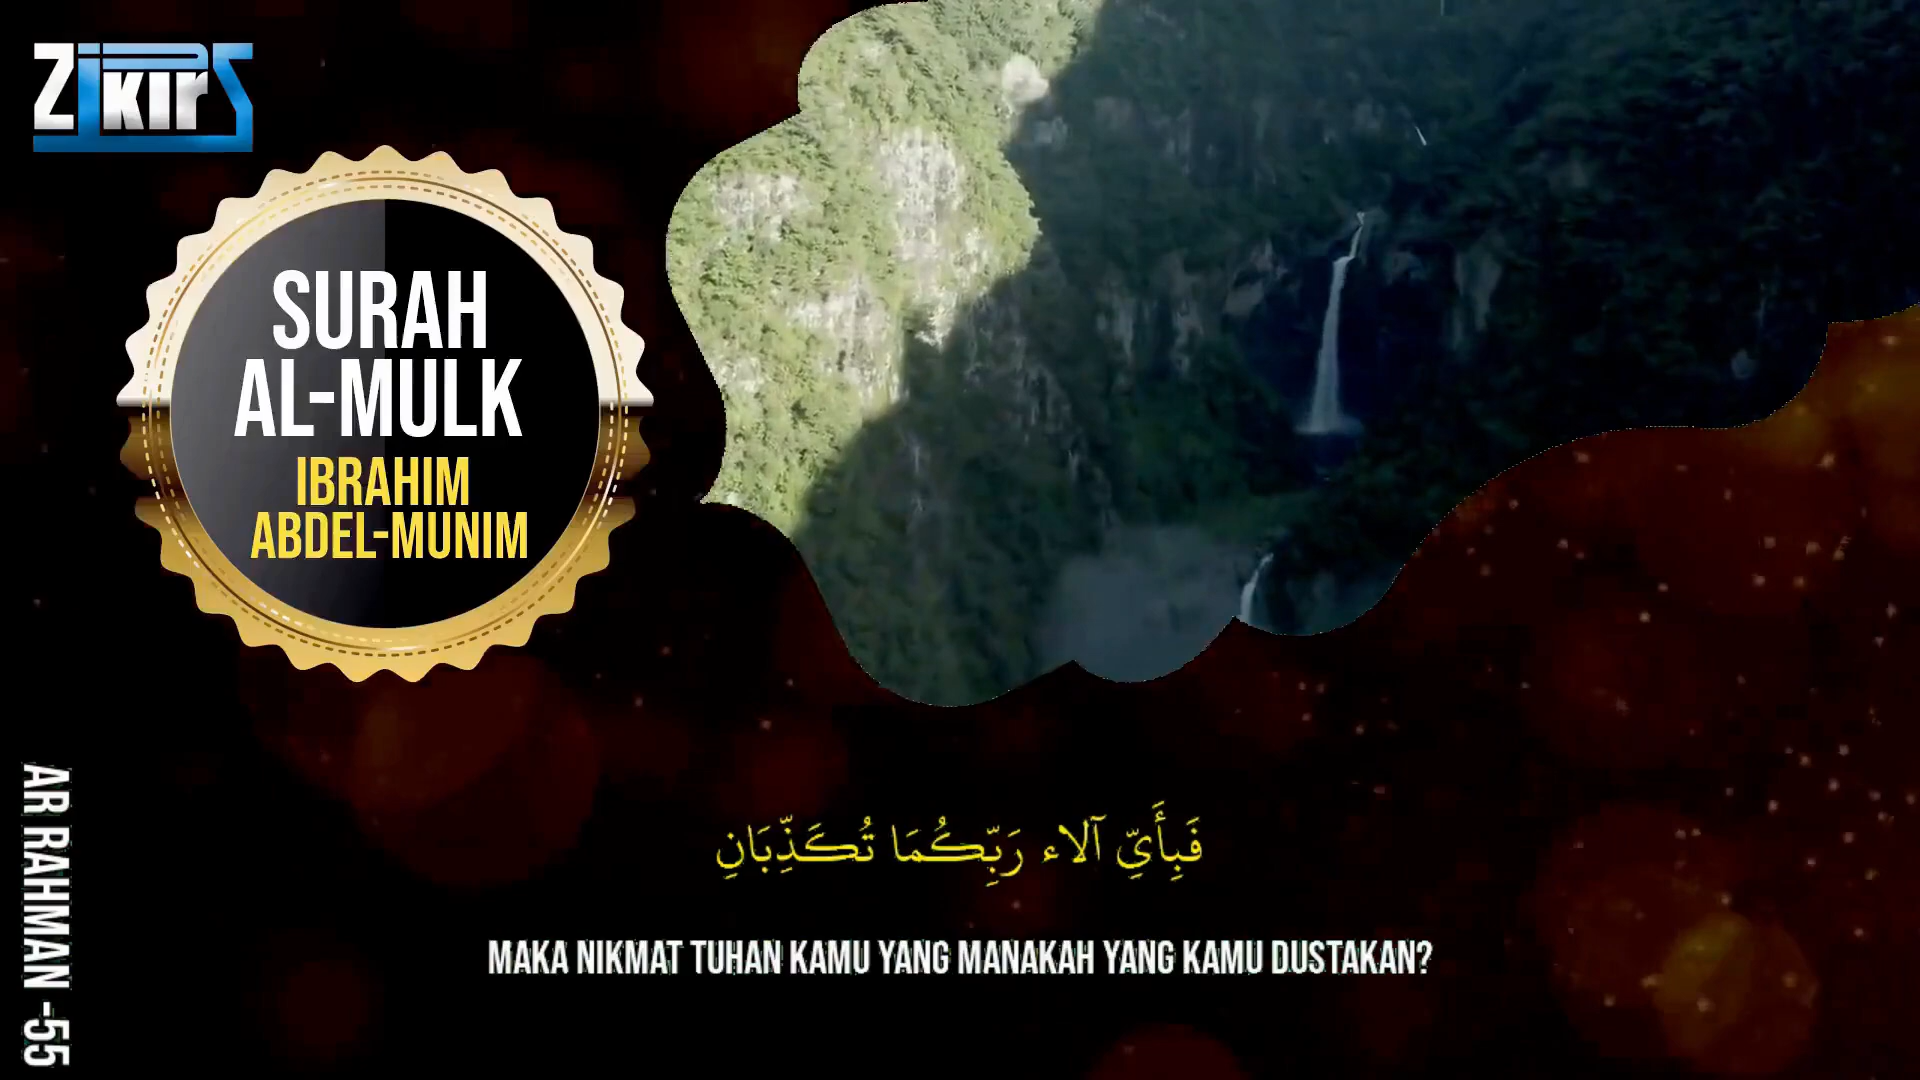 ZikirS
SURAH
AL-MULK
IBRAHIM
ABDEL-MUNIM
فَبِأَيِّ آلاء رَبِّكُمَا تُكَذِّبَانِ
MAKA NIKMAT TUHAN KAMU YANG MANAKAH YANG KAMU DUSTAKAN?
AR RAHMAN -55